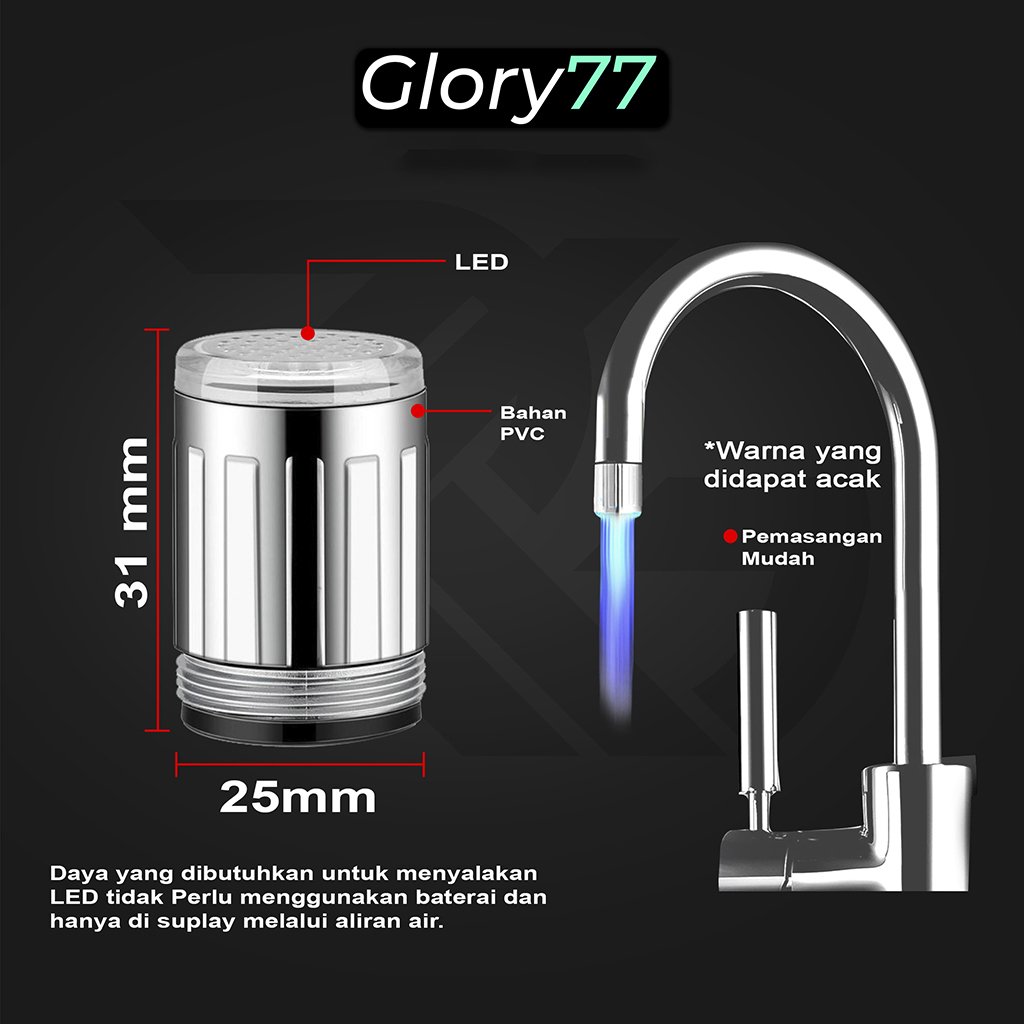 Glory77
LED
Bahan
PVC
31 mm
*Warna yang
didapat acak
Pemasangan
Mudah
25mm
Daya yang dibutuhkan untuk menyalakan
LED tidak Perlu menggunakan baterai dan
hanya di suplay melalui aliran air.